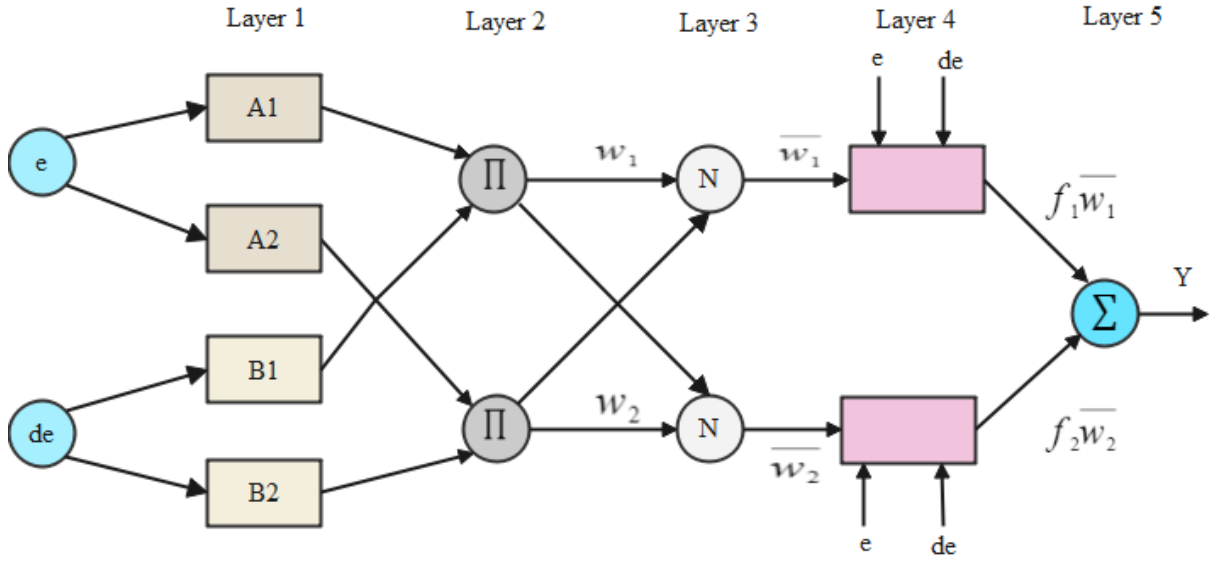 Layer 1
Layer 2
Layer 3
Layer 4
Layer 5
e
de
A1
e
A2
B1
de
B2
∏
∏
w₁
w₂
N
N
w̅₁
w̅₂
e
de
f₁w̅₁
f₂w̅₂
Σ
Y